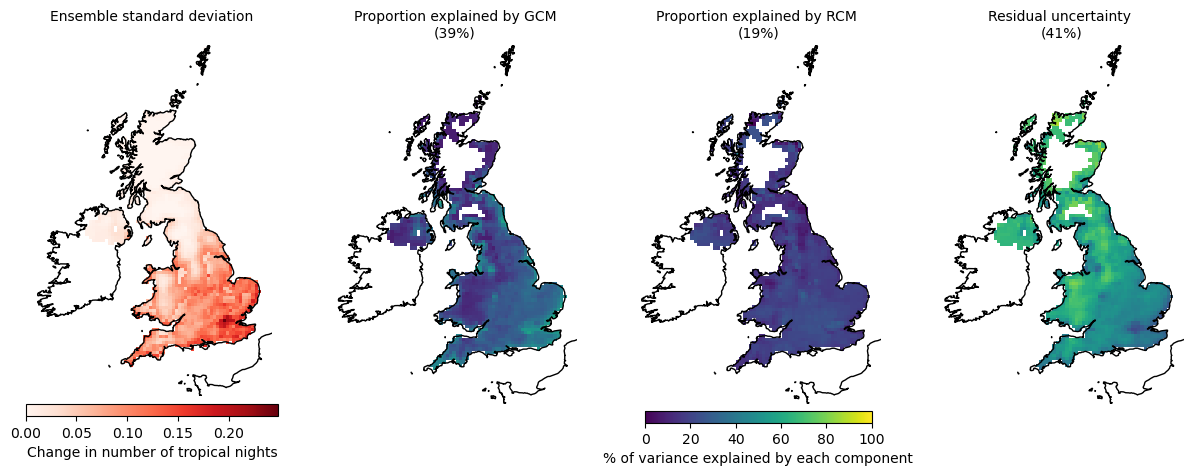 Ensemble standard deviation
Proportion explained by GCM
(39%)
Proportion explained by RCM
(19%)
Residual uncertainty
(41%)
0.00 0.05 0.10 0.15 0.20
Change in number of tropical nights
0 20 40 60 80 100
% of variance explained by each component